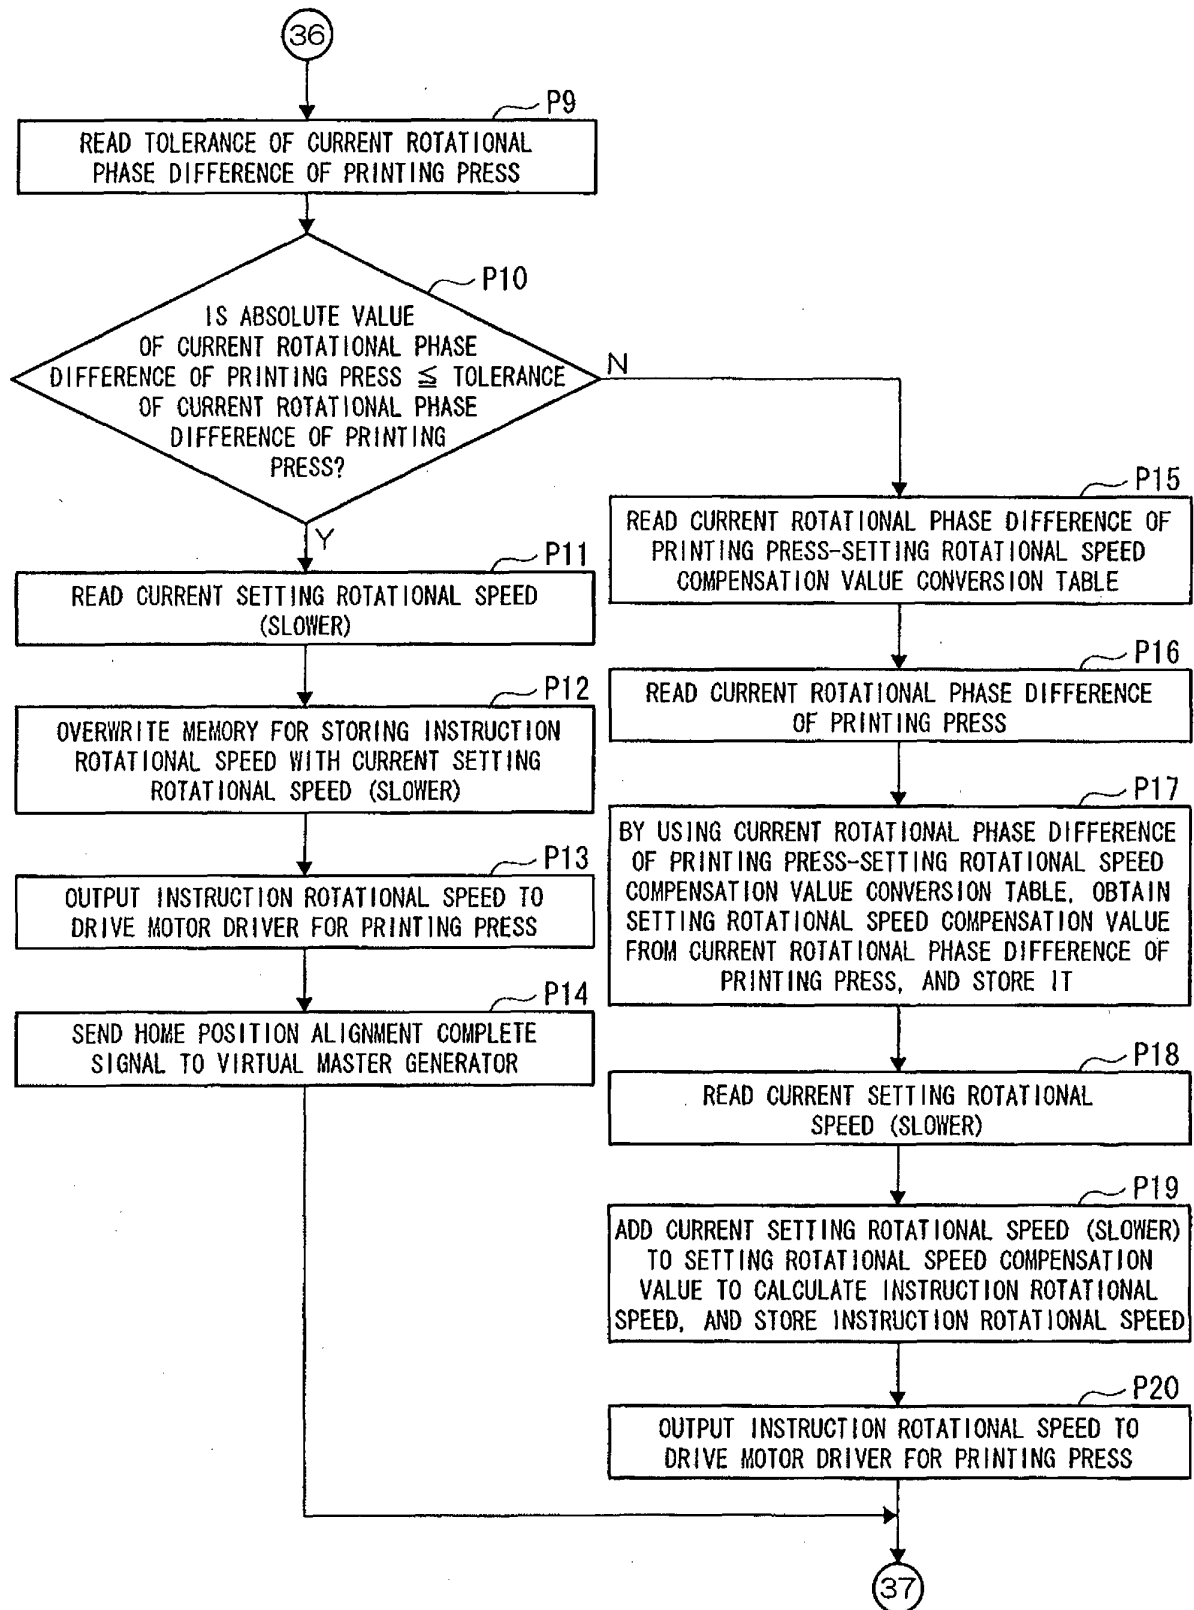 36
P9
READ TOLERANCE OF CURRENT ROTATIONAL
PHASE DIFFERENCE OF PRINTING PRESS
P10
IS ABSOLUTE VALUE
OF CURRENT ROTATIONAL PHASE
DIFFERENCE OF PRINTING PRESS ≦ TOLERANCE
OF CURRENT ROTATIONAL PHASE
DIFFERENCE OF PRINTING
PRESS?
N
Y
P11
READ CURRENT SETTING ROTATIONAL SPEED
(SLOWER)
P12
OVERWRITE MEMORY FOR STORING INSTRUCTION
ROTATIONAL SPEED WITH CURRENT SETTING
ROTATIONAL SPEED (SLOWER)
P13
OUTPUT INSTRUCTION ROTATIONAL SPEED TO
DRIVE MOTOR DRIVER FOR PRINTING PRESS
P14
SEND HOME POSITION ALIGNMENT COMPLETE
SIGNAL TO VIRTUAL MASTER GENERATOR
P15
READ CURRENT ROTATIONAL PHASE DIFFERENCE OF
PRINTING PRESS-SETTING ROTATIONAL SPEED
COMPENSATION VALUE CONVERSION TABLE
P16
READ CURRENT ROTATIONAL PHASE DIFFERENCE
OF PRINTING PRESS
P17
BY USING CURRENT ROTATIONAL PHASE DIFFERENCE
OF PRINTING PRESS-SETTING ROTATIONAL SPEED
COMPENSATION VALUE CONVERSION TABLE, OBTAIN
SETTING ROTATIONAL SPEED COMPENSATION VALUE
FROM CURRENT ROTATIONAL PHASE DIFFERENCE OF
PRINTING PRESS, AND STORE IT
P18
READ CURRENT SETTING ROTATIONAL
SPEED (SLOWER)
P19
ADD CURRENT SETTING ROTATIONAL SPEED (SLOWER)
TO SETTING ROTATIONAL SPEED COMPENSATION
VALUE TO CALCULATE INSTRUCTION ROTATIONAL
SPEED, AND STORE INSTRUCTION ROTATIONAL SPEED
P20
OUTPUT INSTRUCTION ROTATIONAL SPEED TO
DRIVE MOTOR DRIVER FOR PRINTING PRESS
37